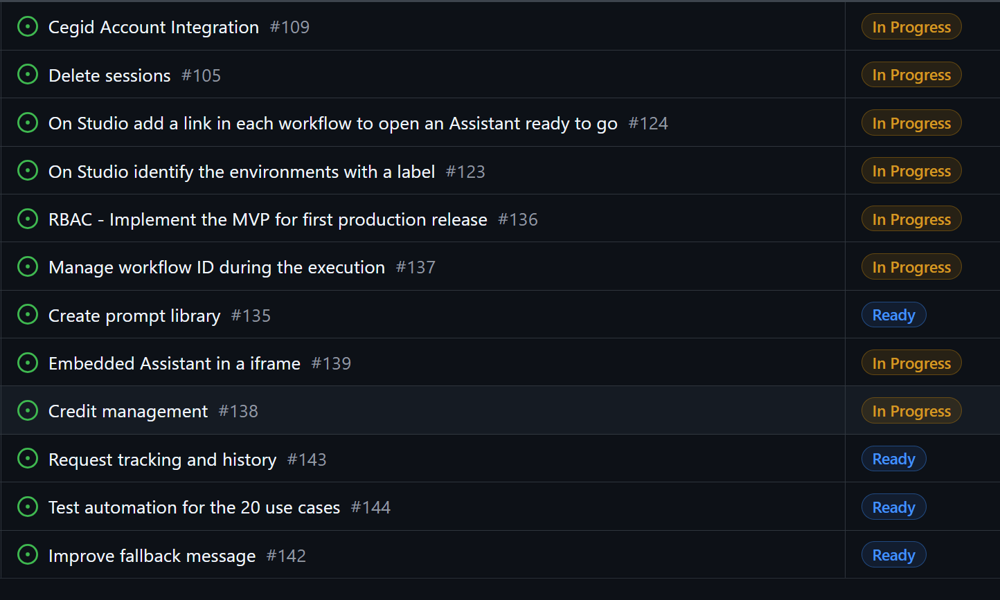 Cegid Account Integration #109 In Progress
Delete sessions #105 In Progress
On Studio add a link in each workflow to open an Assistant ready to go #124 In Progress
On Studio identify the environments with a label #123 In Progress
RBAC - Implement the MVP for first production release #136 In Progress
Manage workflow ID during the execution #137 In Progress
Create prompt library #135 Ready
Embedded Assistant in a iframe #139 In Progress
Credit management #138 In Progress
Request tracking and history #143 Ready
Test automation for the 20 use cases #144 Ready
Improve fallback message #142 Ready